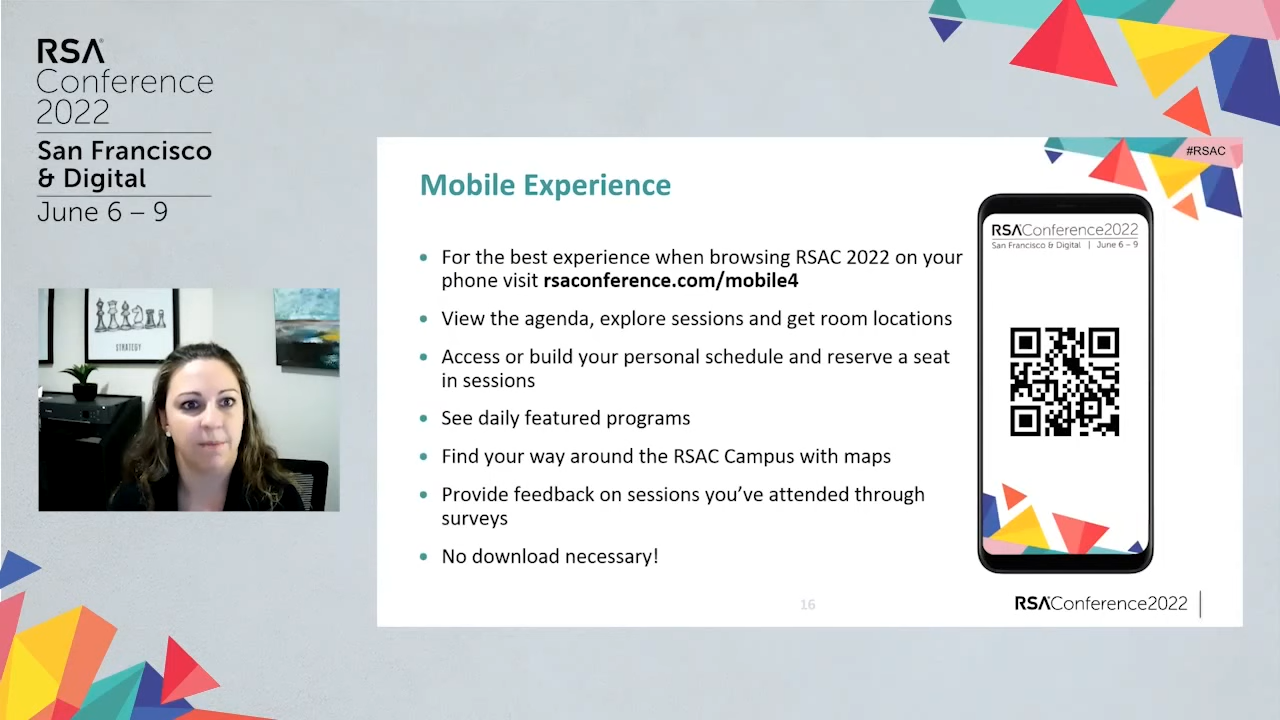 RSA
Conference
2022
San Francisco
& Digital
June 6 – 9
STRATEGY
#RSAC
Mobile Experience
• For the best experience when browsing RSAC 2022 on your
phone visit rsaconference.com/mobile4
• View the agenda, explore sessions and get room locations
• Access or build your personal schedule and reserve a seat
in sessions
• See daily featured programs
• Find your way around the RSAC Campus with maps
• Provide feedback on sessions you’ve attended through
surveys
• No download necessary!
RSAConference2022
San Francisco & Digital | June 6 – 9
16
RSAConference2022